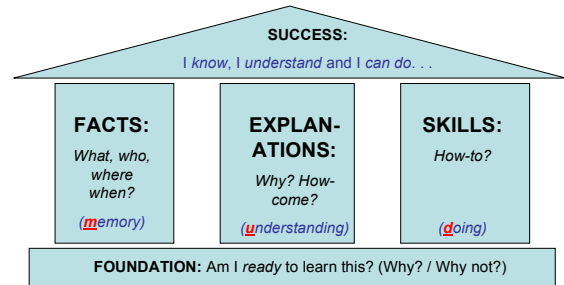 SUCCESS:
I know, I understand and I can do. . .
FACTS:
What, who,
where
when?
(memory)
EXPLAN-
ATIONS:
Why? How-
come?
(understanding)
SKILLS:
How-to?
(doing)
FOUNDATION: Am I ready to learn this? (Why? / Why not?)